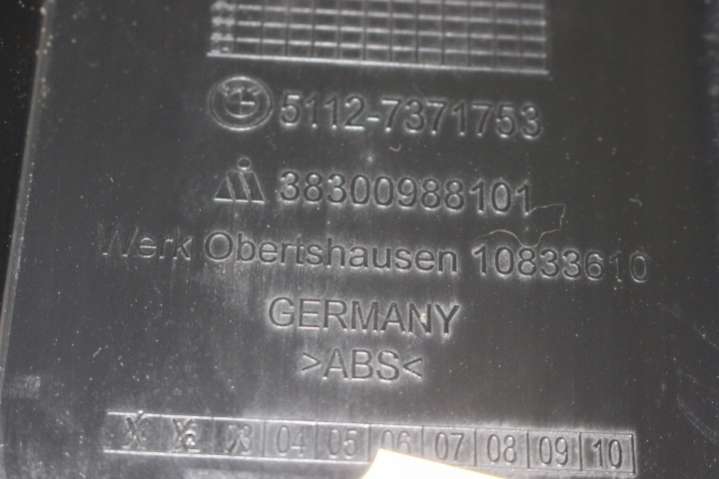 5112-7371753
38300988101
Werk Obertshausen 10833610
GERMANY
>ABS<
04 05 06 07 08 09 10